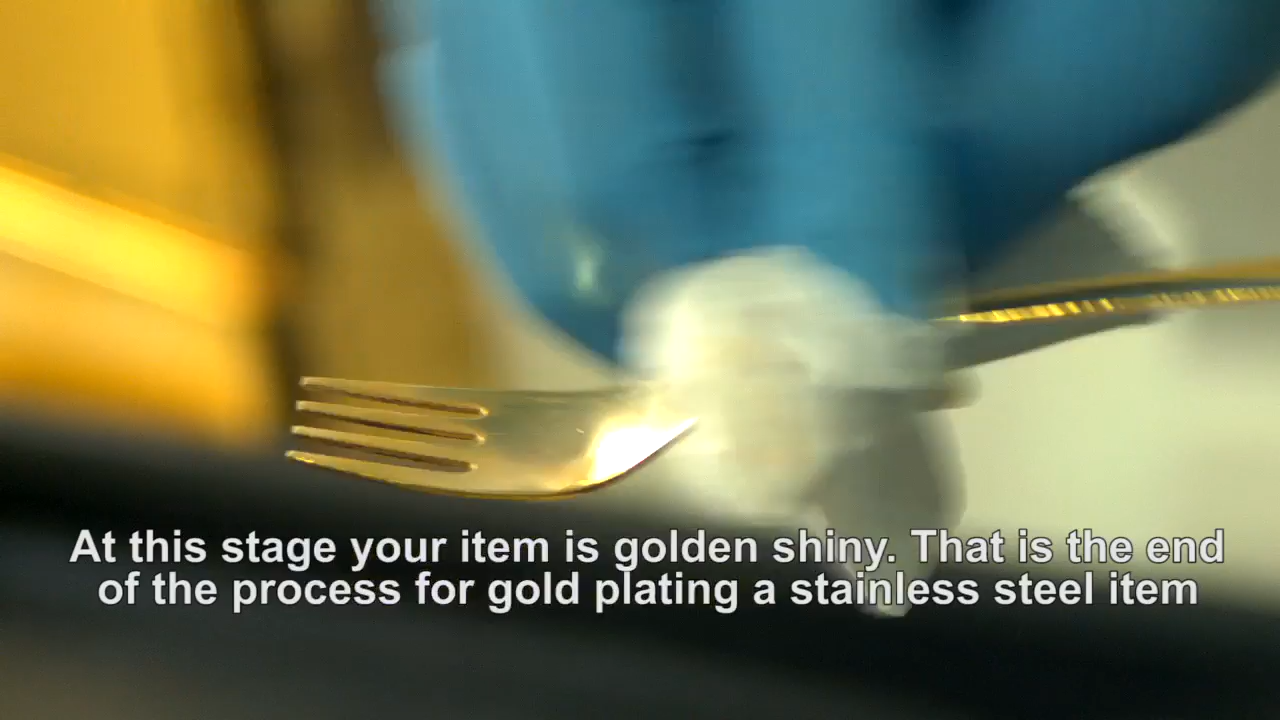 At this stage your item is golden shiny. That is the end
of the process for gold plating a stainless steel item